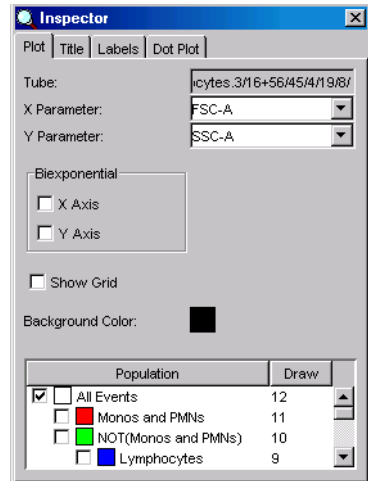 Inspector
Plot Title Labels Dot Plot
Tube: icytes.3/16+56/45/4/19/8/
X Parameter: FSC-A
Y Parameter: SSC-A
Biexponential
X Axis
Y Axis
Show Grid
Background Color:
Population Draw
All Events 12
Monos and PMNs 11
NOT(Monos and PMNs) 10
Lymphocytes 9